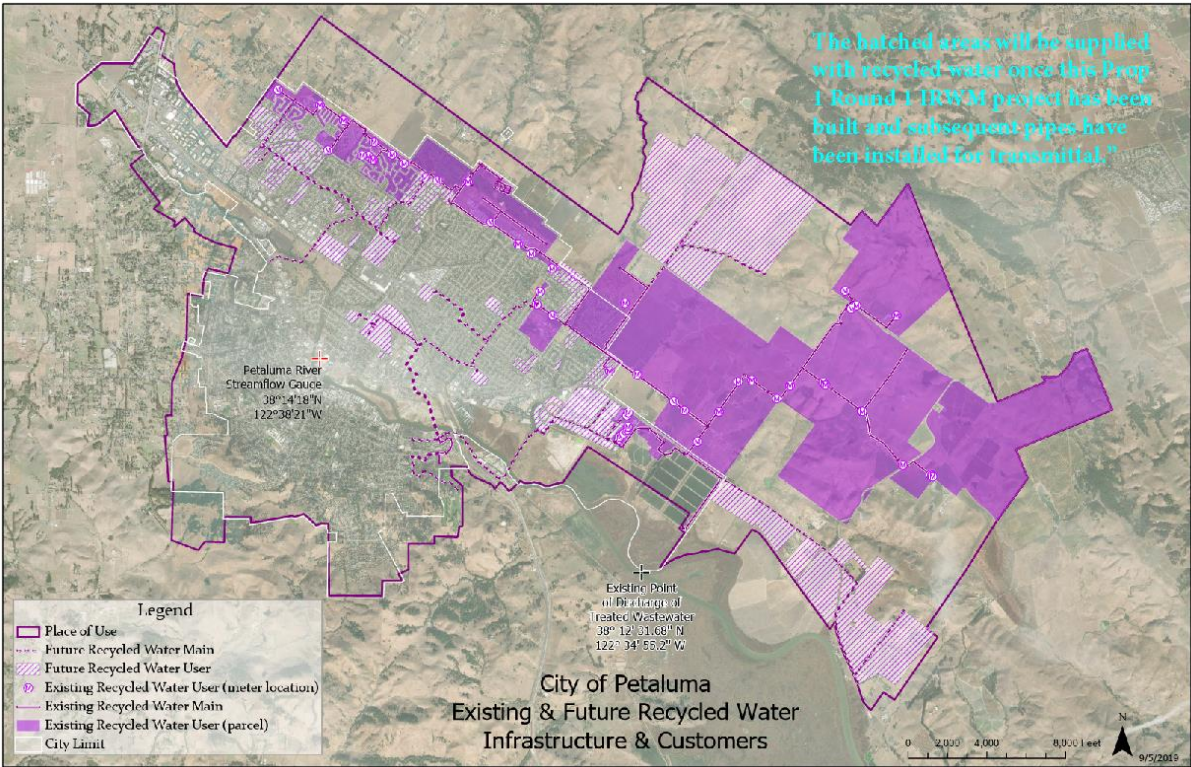 The hatched areas will be supplied
with recycled water once this Prop
1 Round 1 IRWM project has been
built and subsequent pipes have
been installed for transmittal."
Petaluma River
Streamflow Gauge
38°14'18"N
122°38'21"W
Existing Point
of Discharge of
Treated Wastewater
38° 12' 31.68" N
122° 34' 55.2" W
Legend
Place of Use
Future Recycled Water Main
Future Recycled Water User
Existing Recycled Water User (meter location)
Existing Recycled Water Main
Existing Recycled Water User (parcel)
City Limit
City of Petaluma
Existing & Future Recycled Water
Infrastructure & Customers
0 2,000 4,000 8,000 Feet
N
9/5/2019